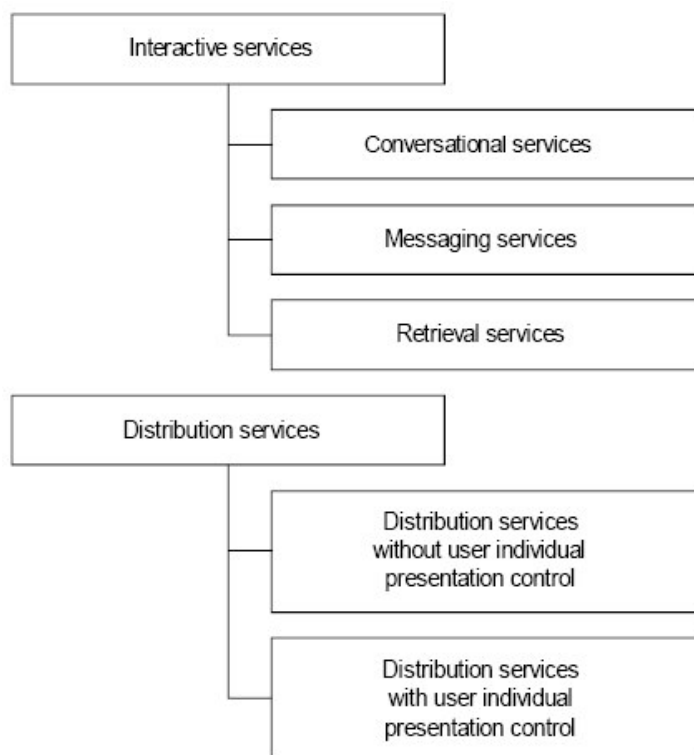 Interactive services
Conversational services
Messaging services
Retrieval services
Distribution services
Distribution services
without user individual
presentation control
Distribution services
with user individual
presentation control